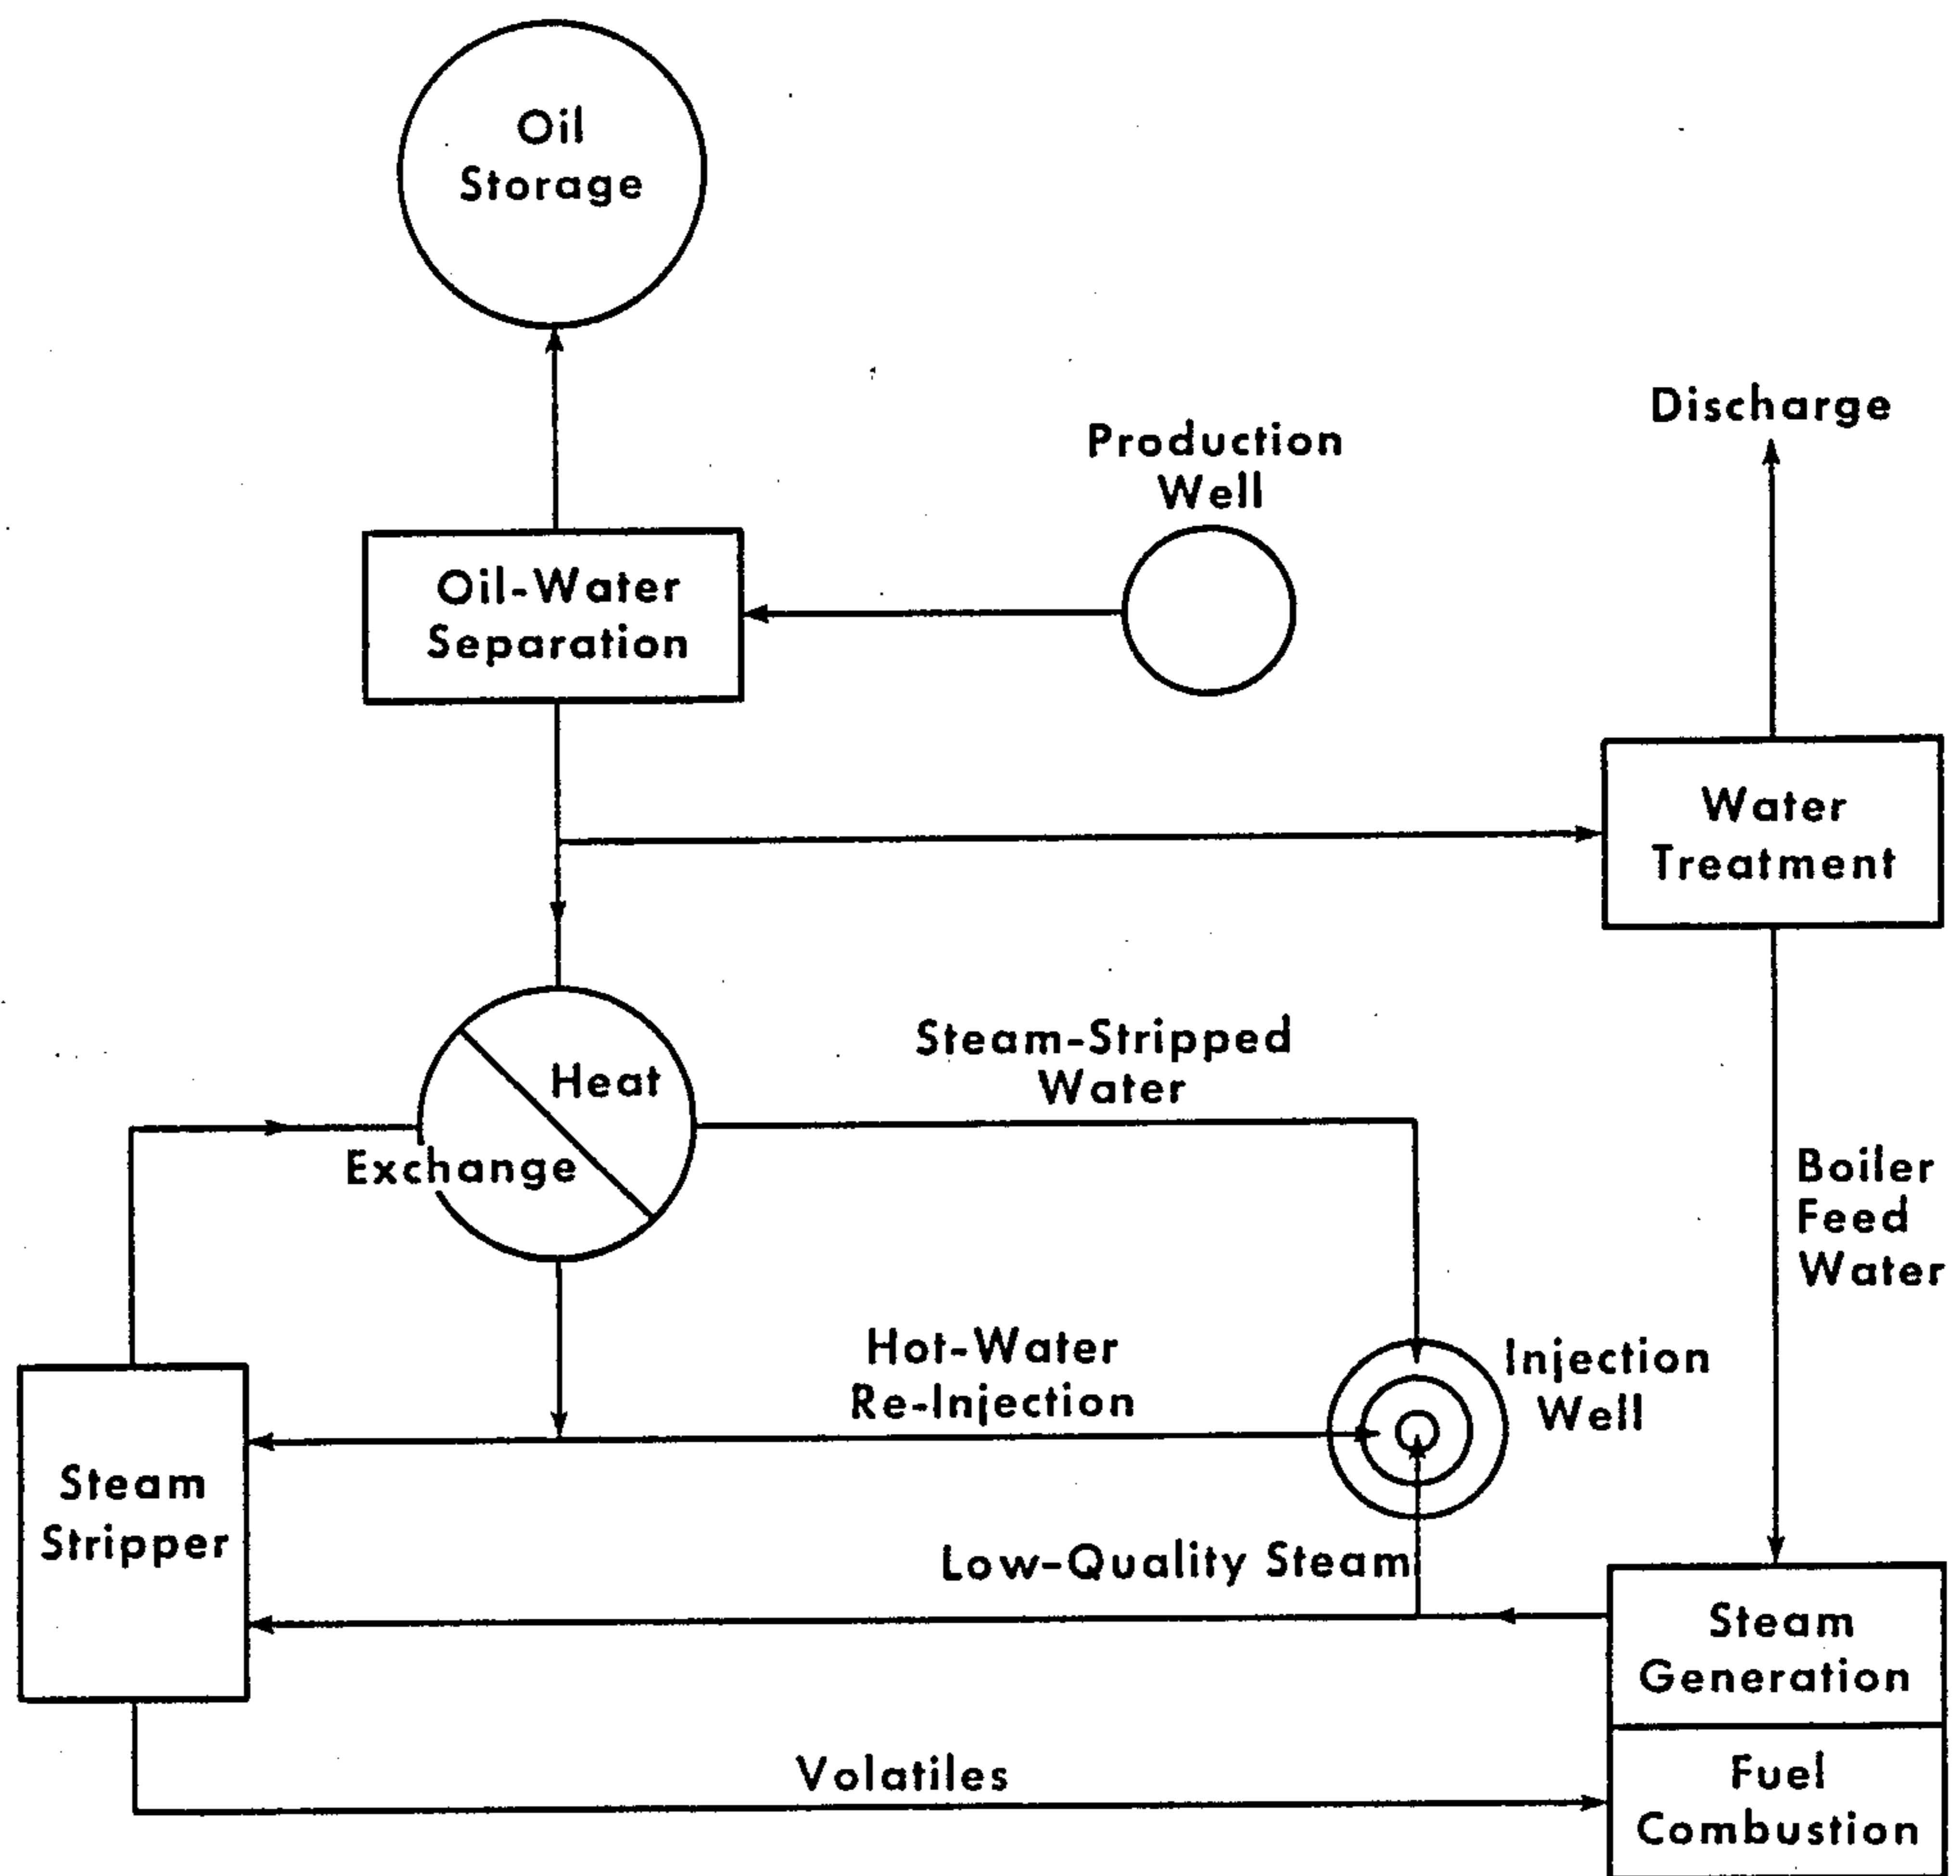 Oil
Storage
Discharge
Production
Well
Oil-Water
Separation
Water
Treatment
Heat
Exchange
Steam-Stripped
Water
Boiler
Feed
Water
Hot-Water
Re-Injection
Injection
Well
Steam
Stripper
Low-Quality Steam
Steam
Generation
Volatiles
Fuel
Combustion